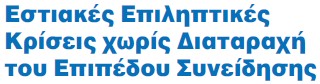 Εστιακές Επιληπτικές
Κρίσεις χωρίς Διαταραχή
του Επιπέδου Συνείδησης